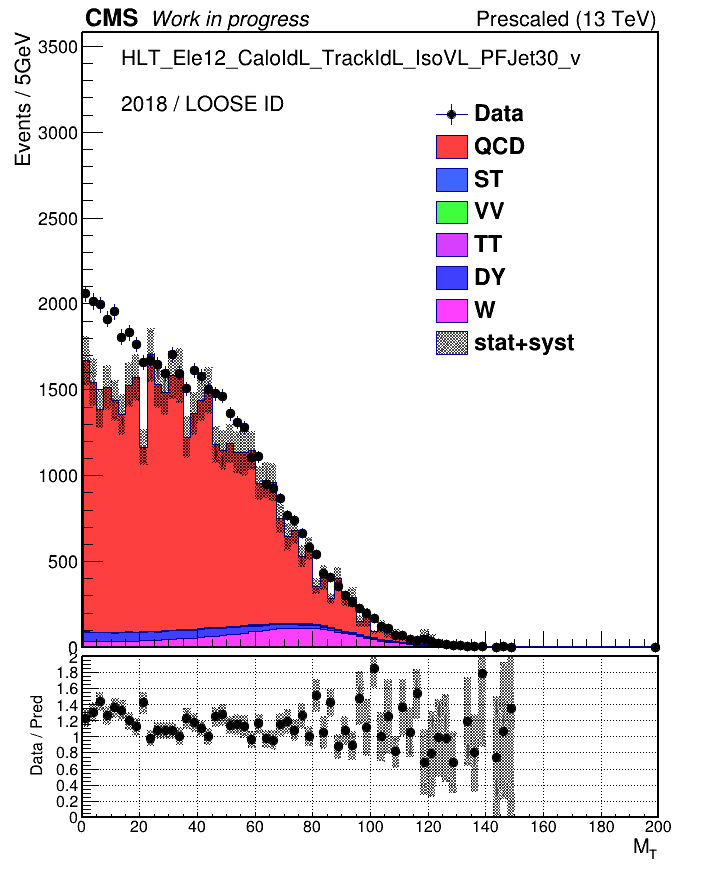 CMS Work in progress Prescaled (13 TeV)
Events / 5GeV
HLT_Ele12_CaloIdL_TrackIdL_IsoVL_PFJet30_v
2018 / LOOSE ID
Data
QCD
ST
VV
TT
DY
W
stat+syst
3500
3000
2500
2000
1500
1000
500
0
Data / Pred
2
1.8
1.6
1.4
1.2
1
0.8
0.6
0.4
0.2
0
0 20 40 60 80 100 120 140 160 180 200
M_T